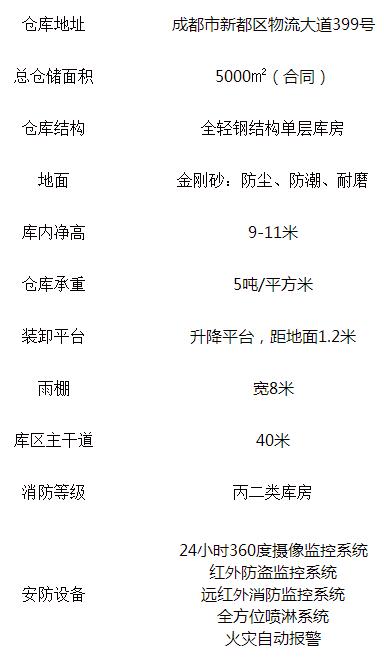 仓库地址 成都市新都区物流大道399号
总仓储面积 5000㎡（合同）
仓库结构 全轻钢结构单层库房
地面 金刚砂：防尘、防潮、耐磨
库内净高 9-11米
仓库承重 5吨/平方米
装卸平台 升降平台，距地面1.2米
雨棚 宽8米
库区主干道 40米
消防等级 丙二类库房
安防设备 24小时360度摄像监控系统
红外防盗监控系统
远红外消防监控系统
全方位喷淋系统
火灾自动报警